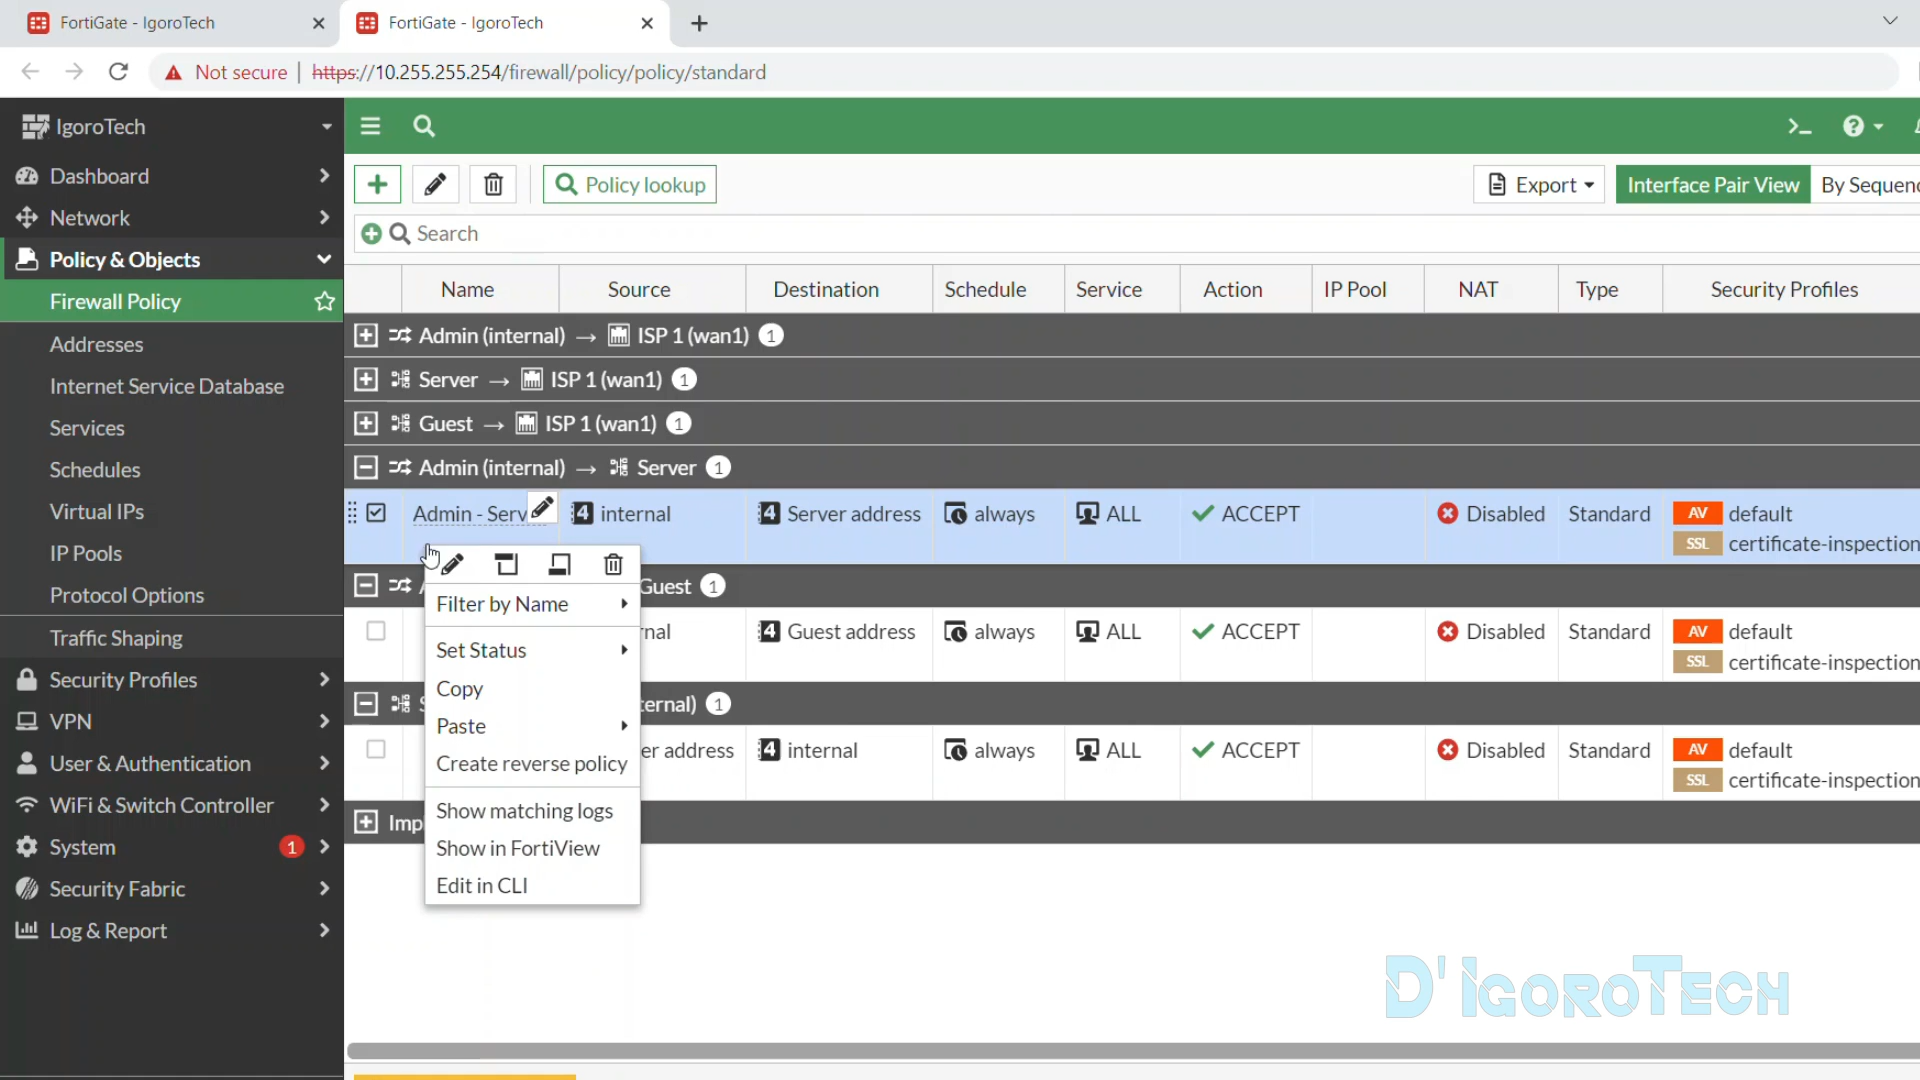 FortiGate - IgoroTech
FortiGate - IgoroTech
Not secure | https://10.255.255.254/firewall/policy/policy/standard
IgoroTech
Dashboard
Network
Policy & Objects
Firewall Policy
Addresses
Internet Service Database
Services
Schedules
Virtual IPs
IP Pools
Protocol Options
Traffic Shaping
Security Profiles
VPN
User & Authentication
WiFi & Switch Controller
System 1
Security Fabric
Log & Report
Policy lookup
Export
Interface Pair View
By Sequenc
Search
Name Source Destination Schedule Service Action IP Pool NAT Type Security Profiles
Admin (internal) → ISP 1 (wan1) 1
Server → ISP 1 (wan1) 1
Guest → ISP 1 (wan1) 1
Admin (internal) → Server 1
Admin - Serv 4 internal 4 Server address always ALL ACCEPT Disabled Standard AV default
SSL certificate-inspection
Guest 1
nal 4 Guest address always ALL ACCEPT Disabled Standard AV default
SSL certificate-inspection
S ernal) 1
er address 4 internal always ALL ACCEPT Disabled Standard AV default
SSL certificate-inspection
Imp
Filter by Name
Set Status
Copy
Paste
Create reverse policy
Show matching logs
Show in FortiView
Edit in CLI
D'IGOROTECH